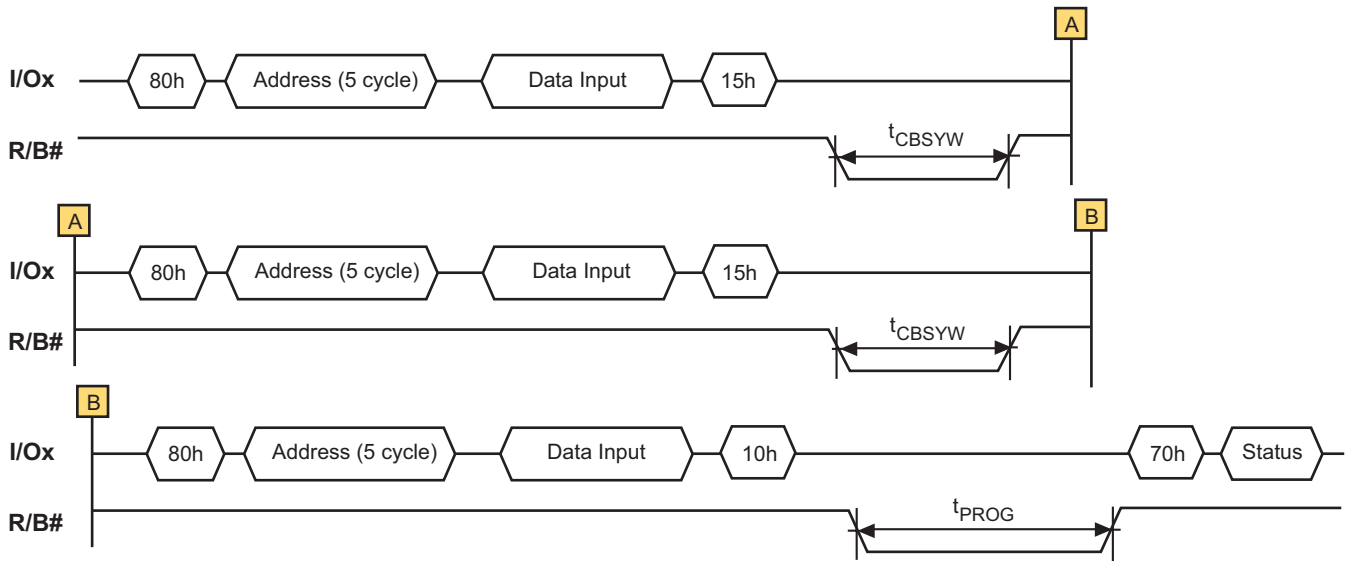 A
I/Ox 80h Address (5 cycle) Data Input 15h
R/B# tCBSYW
A B
I/Ox 80h Address (5 cycle) Data Input 15h
R/B# tCBSYW
B
I/Ox 80h Address (5 cycle) Data Input 10h 70h Status
R/B# tPROG